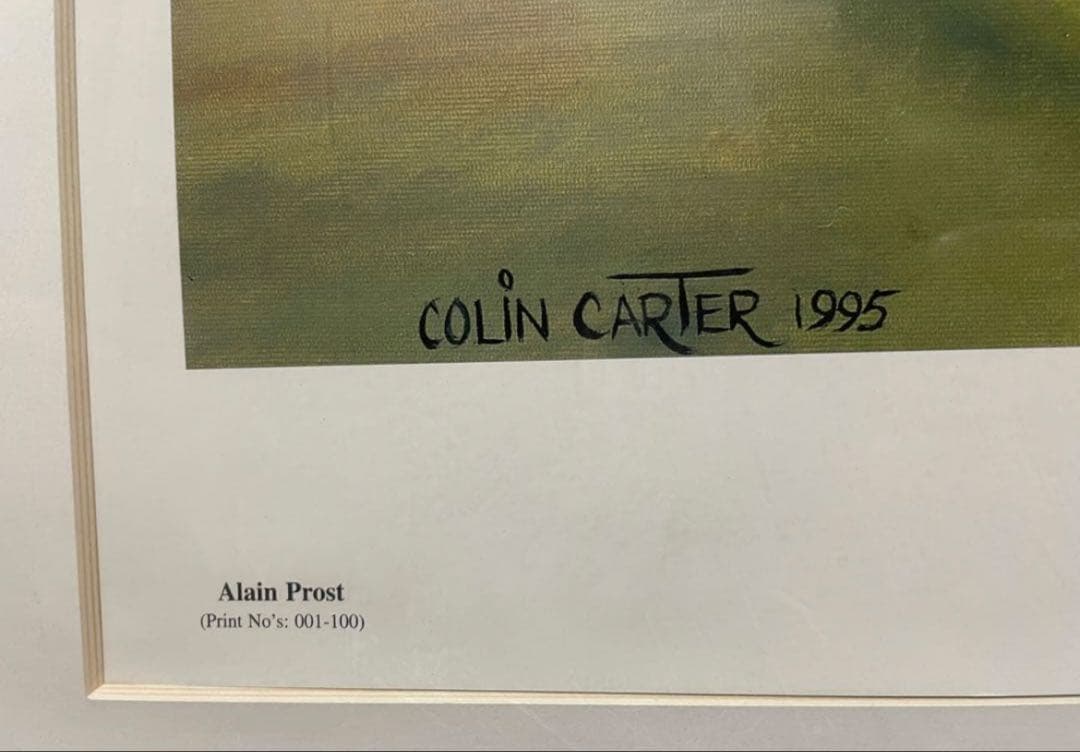 COLIN CARTER 1995
Alain Prost
(Print No's: 001-100)